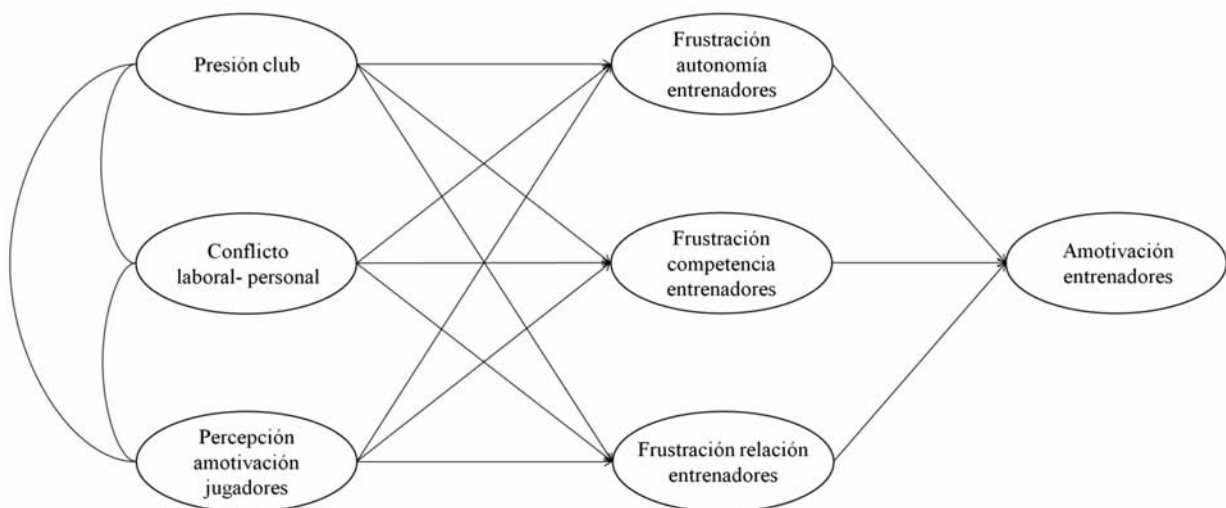 Presión club
Frustración
autonomía
entrenadores
Conflicto
laboral- personal
Frustración
competencia
entrenadores
Amotivación
entrenadores
Percepción
amotivación
jugadores
Frustración relación
entrenadores